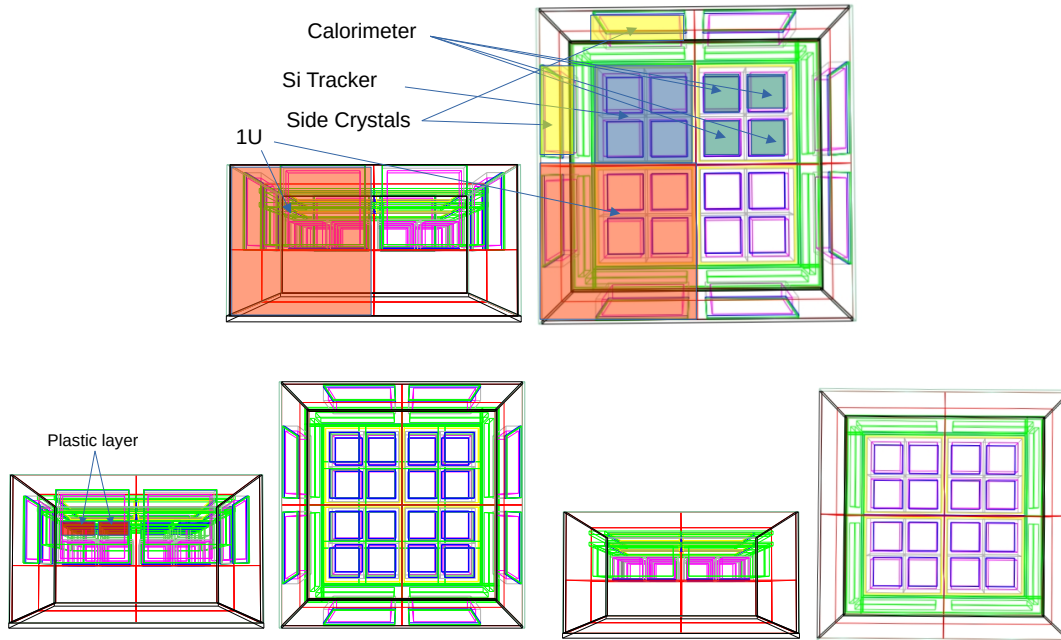 Calorimeter
Si Tracker
Side Crystals
1U
Plastic layer